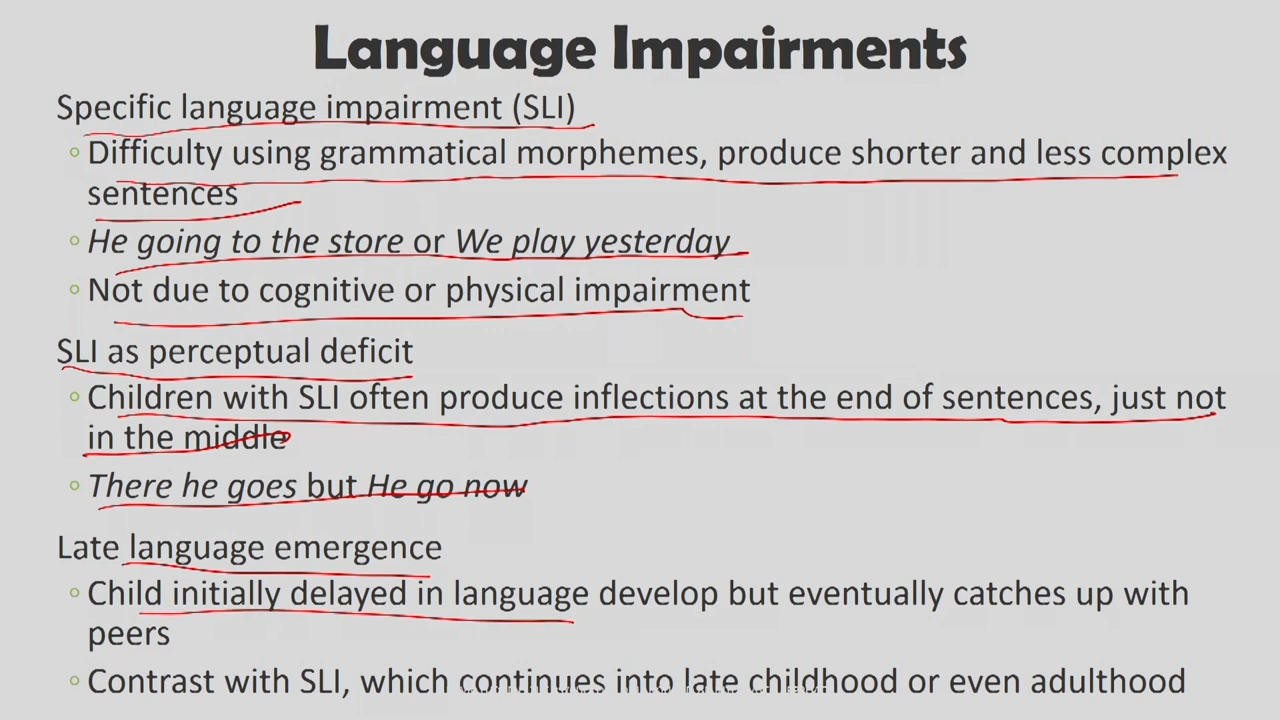 Language Impairments
Specific language impairment (SLI)
◦ Difficulty using grammatical morphemes, produce shorter and less complex
sentences
◦ He going to the store or We play yesterday
◦ Not due to cognitive or physical impairment
SLI as perceptual deficit
◦ Children with SLI often produce inflections at the end of sentences, just not
in the middle
◦ There he goes but He go now
Late language emergence
◦ Child initially delayed in language develop but eventually catches up with
peers
◦ Contrast with SLI, which continues into late childhood or even adulthood